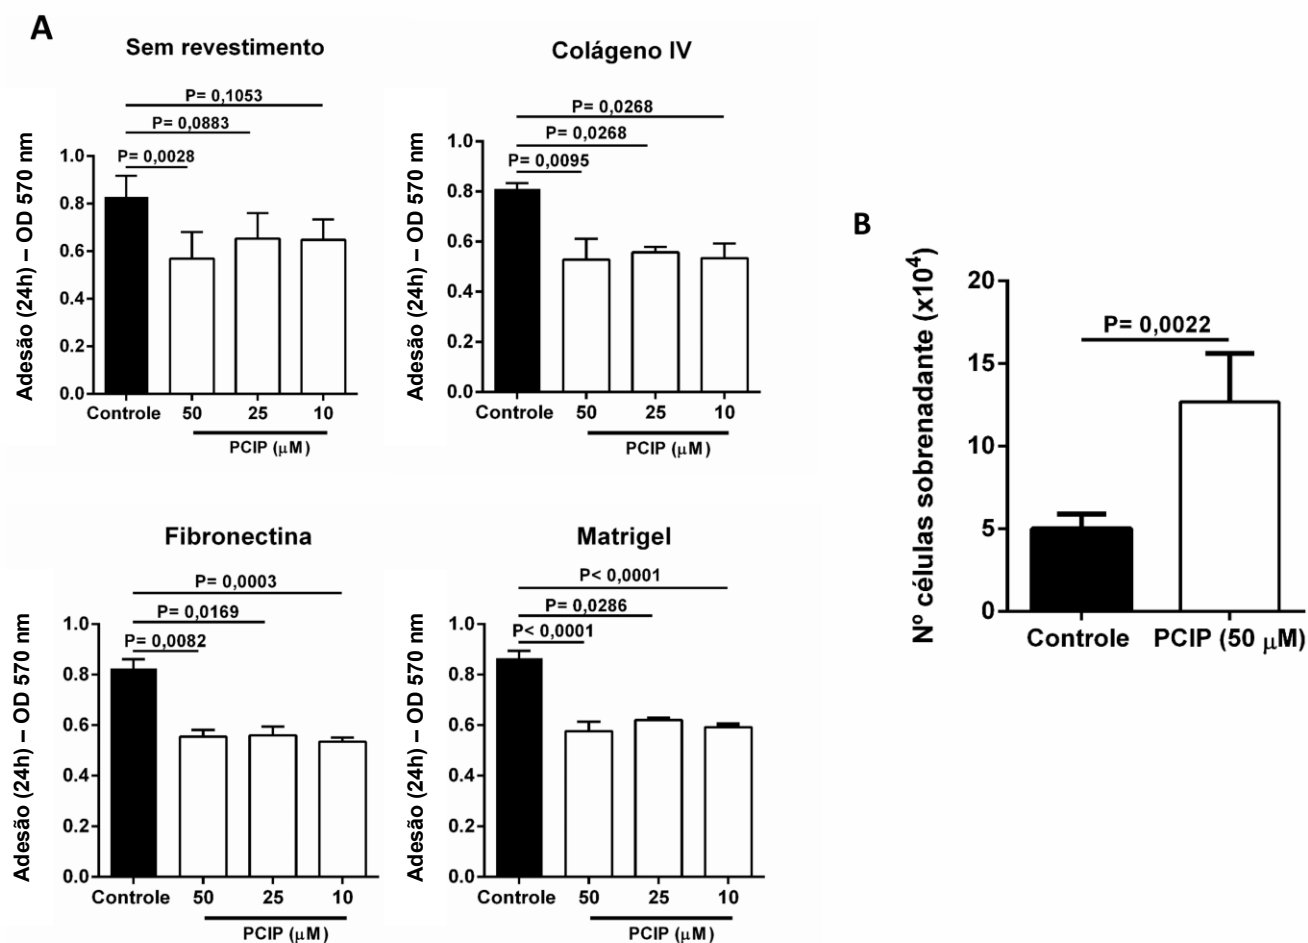 A
Sem revestimento
P= 0,1053
P= 0,0883
P= 0,0028
Adesão (24h) – OD 570 nm
1.0
0.8
0.6
0.4
0.2
0.0
Controle 50 25 10
PCIP (μM)
Colágeno IV
P= 0,0268
P= 0,0268
P= 0,0095
Adesão (24h) – OD 570 nm
1.0
0.8
0.6
0.4
0.2
0.0
Controle 50 25 10
PCIP (μM)
Fibronectina
P= 0,0003
P= 0,0169
P= 0,0082
Adesão (24h) – OD 570 nm
1.0
0.8
0.6
0.4
0.2
0.0
Controle 50 25 10
PCIP (μM)
Matrigel
P< 0,0001
P= 0,0286
P< 0,0001
Adesão (24h) – OD 570 nm
1.0
0.8
0.6
0.4
0.2
0.0
Controle 50 25 10
PCIP (μM)
B
Nº células sobrenadante (x10⁴)
P= 0,0022
20
15
10
5
0
Controle PCIP (50 μM)